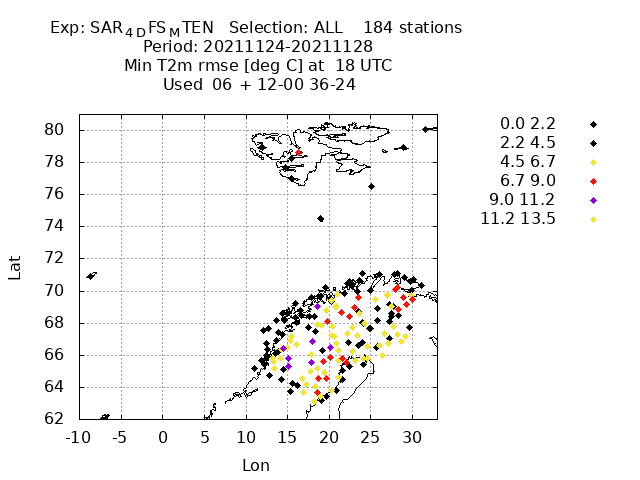 Exp: SAR4DFSMTEN Selection: ALL 184 stations
Period: 20211124-20211128
Min T2m rmse [deg C] at 18 UTC
Used 06 + 12-00 36-24
0.0 2.2
2.2 4.5
4.5 6.7
6.7 9.0
9.0 11.2
11.2 13.5
Lat
80
78
76
74
72
70
68
66
64
62
-10 -5 0 5 10 15 20 25 30
Lon